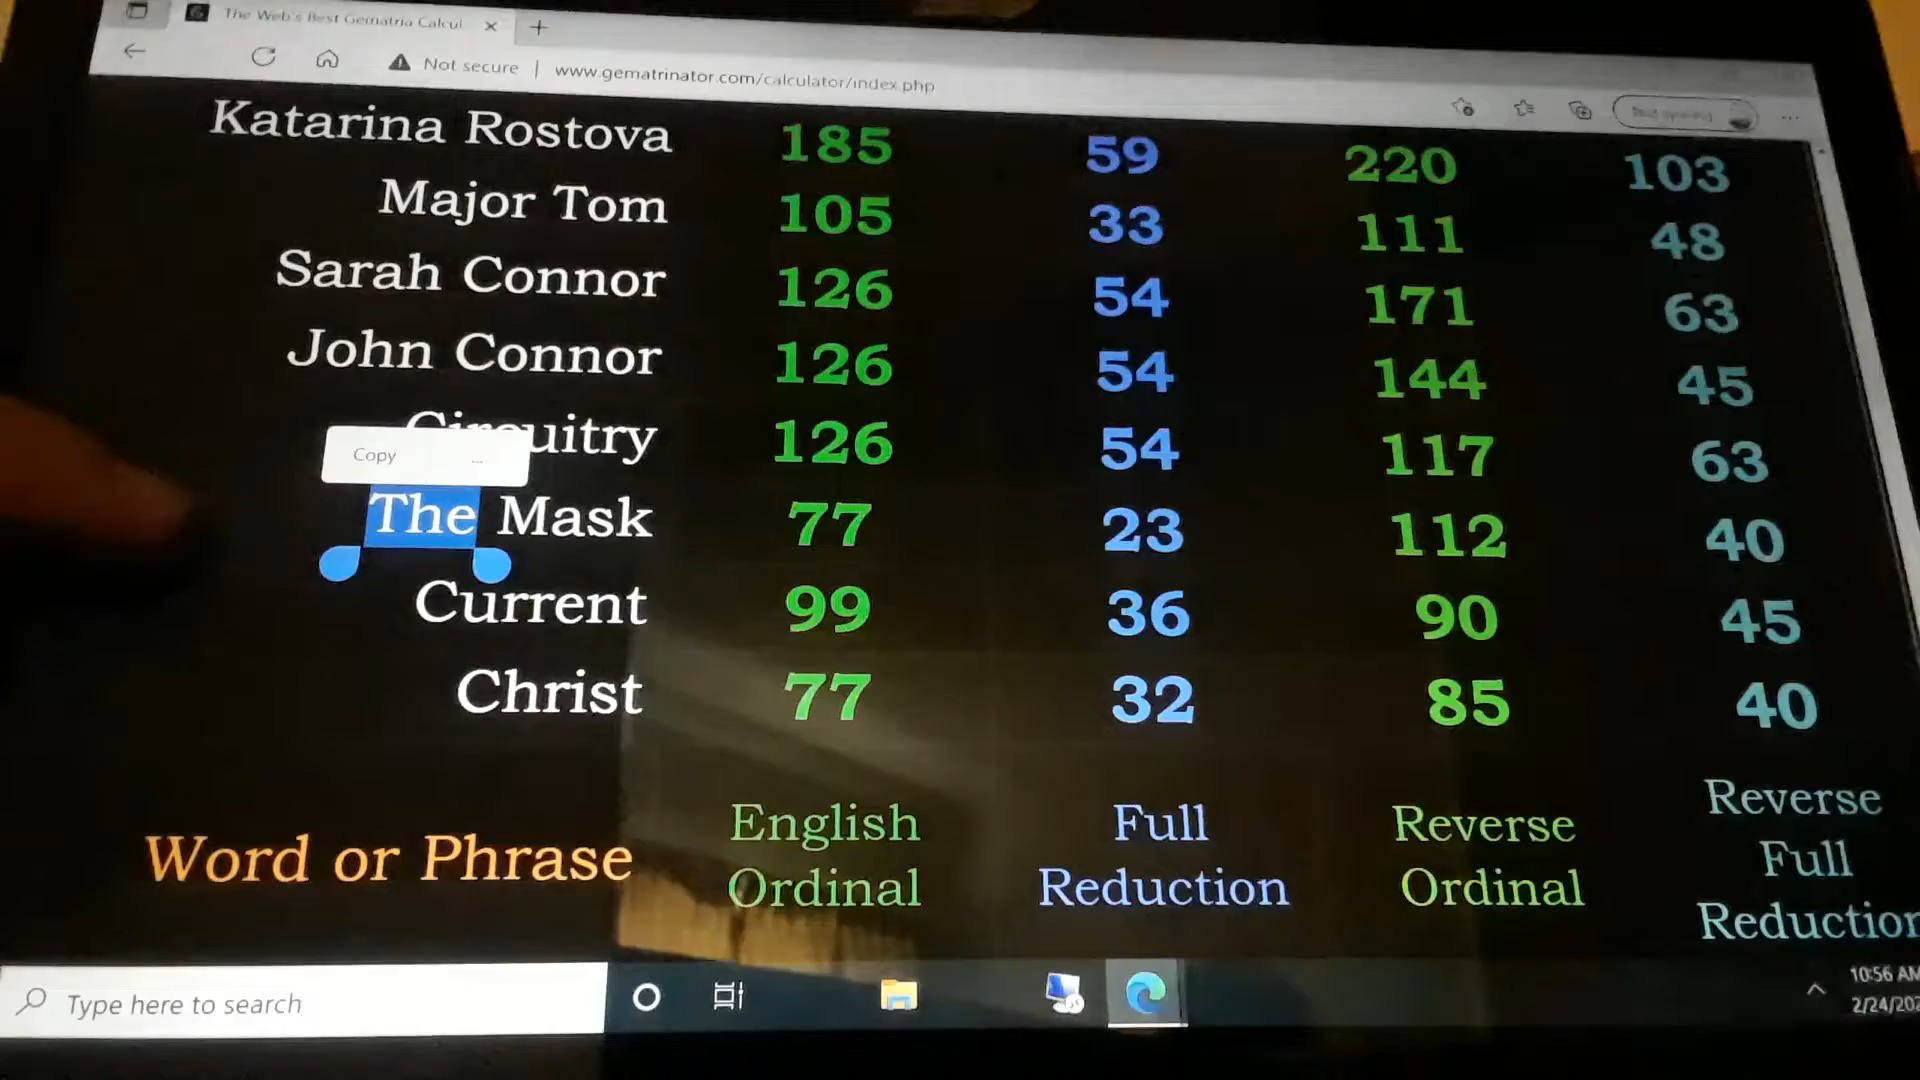 The Web's Best Gematria Calcul
Not secure | www.gematrinator.com/calculator/index.php
Katarina Rostova 185 59 220 103
Major Tom 105 33 111 48
Sarah Connor 126 54 171 63
John Connor 126 54 144 45
Circuitry 126 54 117 63
Copy ...
The Mask 77 23 112 40
Current 99 36 90 45
Christ 77 32 85 40
Word or Phrase
English Ordinal
Full Reduction
Reverse Ordinal
Reverse Full Reduction
Type here to search
10:56 AM
2/24/202